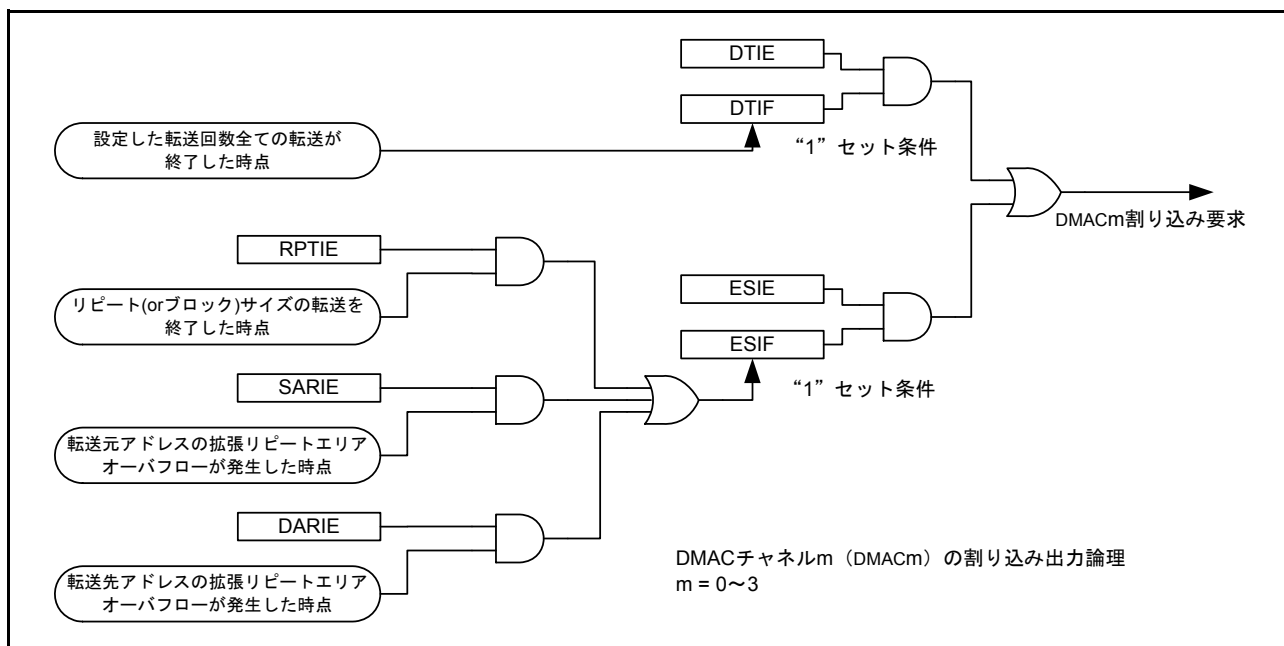 DTIE
DTIF
“1”セット条件
設定した転送回数全ての転送が
終了した時点
DMACm割り込み要求
RPTIE
リピート(orブロック)サイズの転送を
終了した時点
ESIE
ESIF
“1”セット条件
SARIE
転送元アドレスの拡張リピートエリア
オーバフローが発生した時点
DARIE
転送先アドレスの拡張リピートエリア
オーバフローが発生した時点
DMACチャネルm（DMACm）の割り込み出力論理
m = 0～3